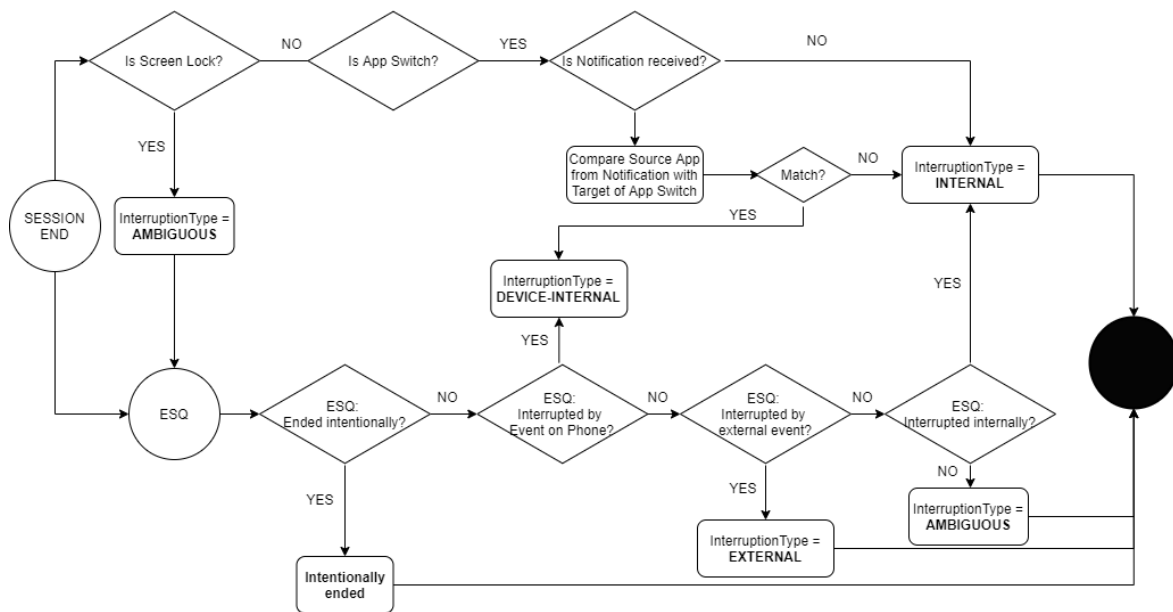 Is Screen Lock?
NO
Is App Switch?
YES
Is Notification received?
NO
YES
Compare Source App
from Notification with
Target of App Switch
Match?
NO
InterruptionType =
INTERNAL
SESSION
END
InterruptionType =
AMBIGUOUS
YES
InterruptionType =
DEVICE-INTERNAL
YES
YES
ESQ
ESQ:
Ended intentionally?
NO
ESQ:
Interrupted by
Event on Phone?
NO
ESQ:
Interrupted by
external event?
NO
ESQ:
Interrupted internally?
YES
YES
NO
InterruptionType =
AMBIGUOUS
InterruptionType =
EXTERNAL
Intentionally
ended